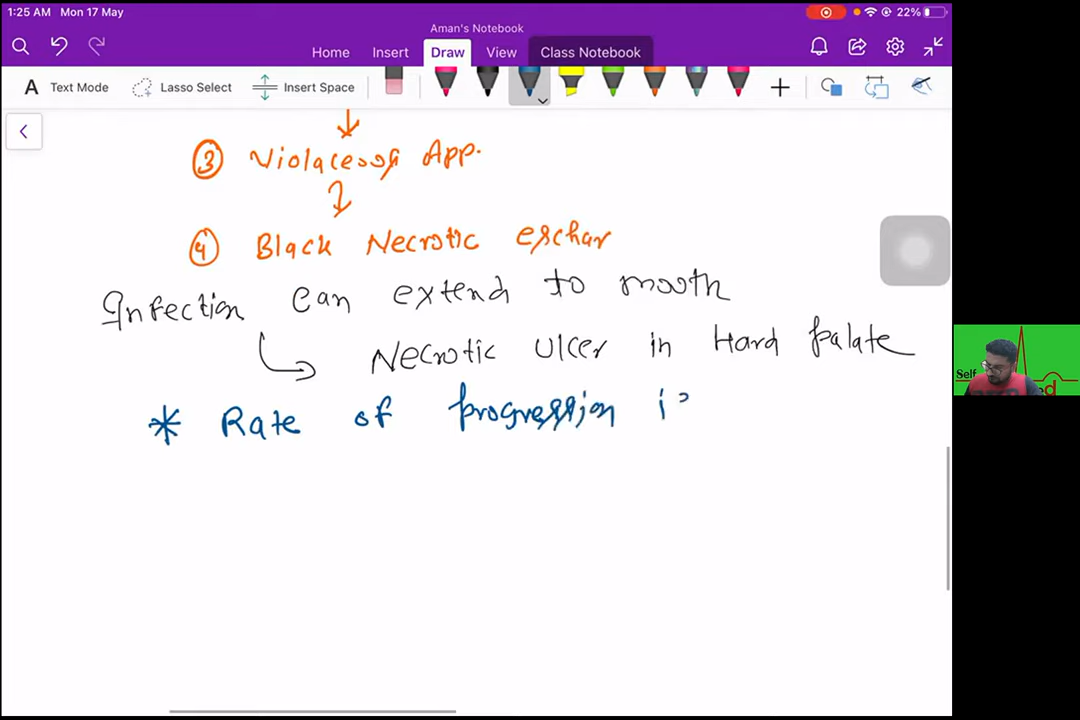 1:25 AM Mon 17 May 22%
Aman's Notebook
Home Insert Draw View Class Notebook
A Text Mode Lasso Select Insert Space
③ Violaceous App.
④ Black Necrotic eschar
Infection can extend to mouth
Necrotic Ulcer in Hard palate
* Rate of progression i
Self ed